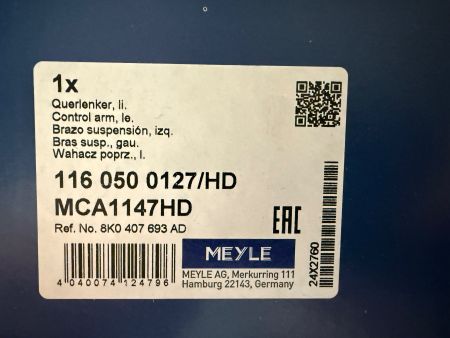 1x
Querlenker, li.
Control arm, le.
Brazo suspensión, izq.
Bras susp., gau.
Wahacz poprz., l.
116 050 0127/HD
MCA1147HD
Ref. No. 8K0 407 693 AD
EAC
MEYLE
MEYLE AG, Merkurring 111
Hamburg 22143, Germany
4 040074 124796
24X2760